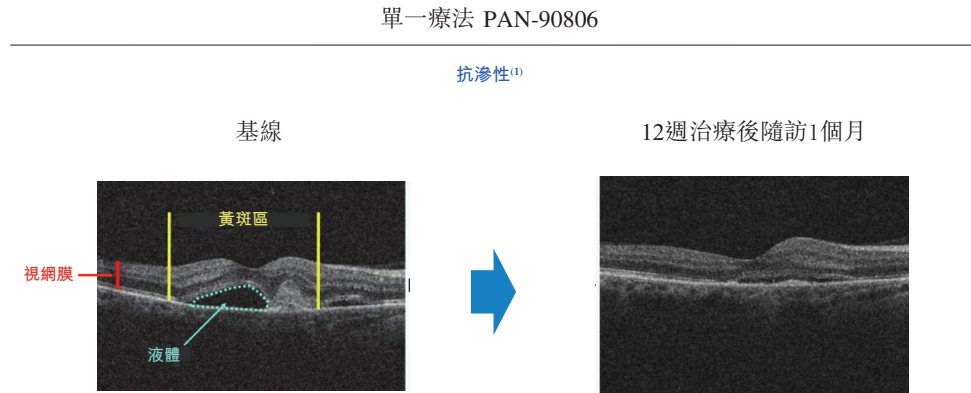 單一療法 PAN-90806
抗滲性(1)
基線
12週治療後隨訪1個月
黃斑區
視網膜
液體